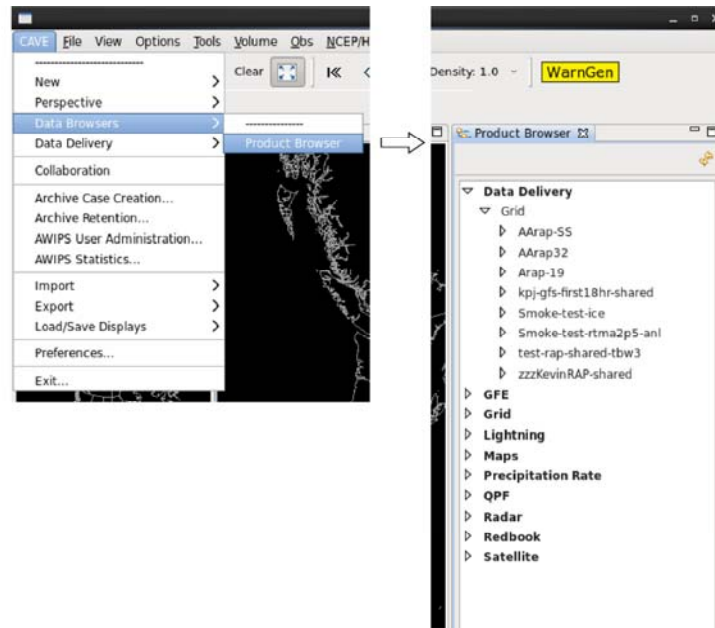 CAVE File View Options Tools Volume Obs NCEP/H
Clear
Density: 1.0
WarnGen
----------------------------
New
Perspective
Data Browsers
Data Delivery
Collaboration
Archive Case Creation...
Archive Retention...
AWIPS User Administration...
AWIPS Statistics...
Import
Export
Load/Save Displays
Preferences...
Exit...
---------------
Product Browser
Product Browser
Data Delivery
Grid
AArap-SS
AArap32
Arap-19
kpj-gfs-first18hr-shared
Smoke-test-ice
Smoke-test-rtma2p5-anl
test-rap-shared-tbw3
zzzKevinRAP-shared
GFE
Grid
Lightning
Maps
Precipitation Rate
QPF
Radar
Redbook
Satellite